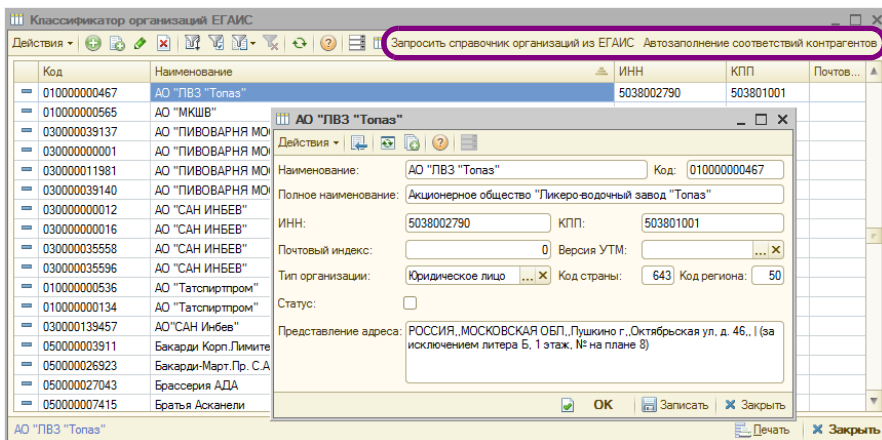 Классификатор организаций ЕГАИС
Действия Запросить справочник организаций из ЕГАИС Автозаполнение соответствий контрагентов
Код Наименование ИНН КПП Почтов...
010000000467 АО "ЛВЗ "Топаз" 5038002790 503801001
010000000565 АО "МКШВ"
030000039137 АО "ПИВОВАРНЯ МО
030000000001 АО "ПИВОВАРНЯ МО
030000011981 АО "ПИВОВАРНЯ МО
030000039140 АО "ПИВОВАРНЯ МО
030000000012 АО "САН ИНБЕВ"
030000000016 АО "САН ИНБЕВ"
030000035558 АО "САН ИНБЕВ"
030000035596 АО "САН ИНБЕВ"
010000000536 АО "Татспиртпром"
010000000134 АО "Татспиртпром"
030000139457 АО"САН Инбев"
050000003911 Бакарди Корп.Лимите
050000026923 Бакарди-Март.Пр. С.А
050000027043 Брассерия АДА
050000007415 Братья Асканели
АО "ЛВЗ "Топаз"
Действия
Наименование: АО "ЛВЗ "Топаз" Код: 010000000467
Полное наименование: Акционерное общество "Ликеро-водочный завод "Топаз"
ИНН: 5038002790 КПП: 503801001
Почтовый индекс: 0 Версия УТМ: ...
Тип организации: Юридическое лицо ... Код страны: 643 Код региона: 50
Статус:
Представление адреса: РОССИЯ,,МОСКОВСКАЯ ОБЛ,,Пушкино г,,Октябрьская ул, д. 46,, | (за
исключением литера Б, 1 этаж, № на плане 8)
OK Записать Закрыть
АО "ЛВЗ "Топаз" Печать Закрыть